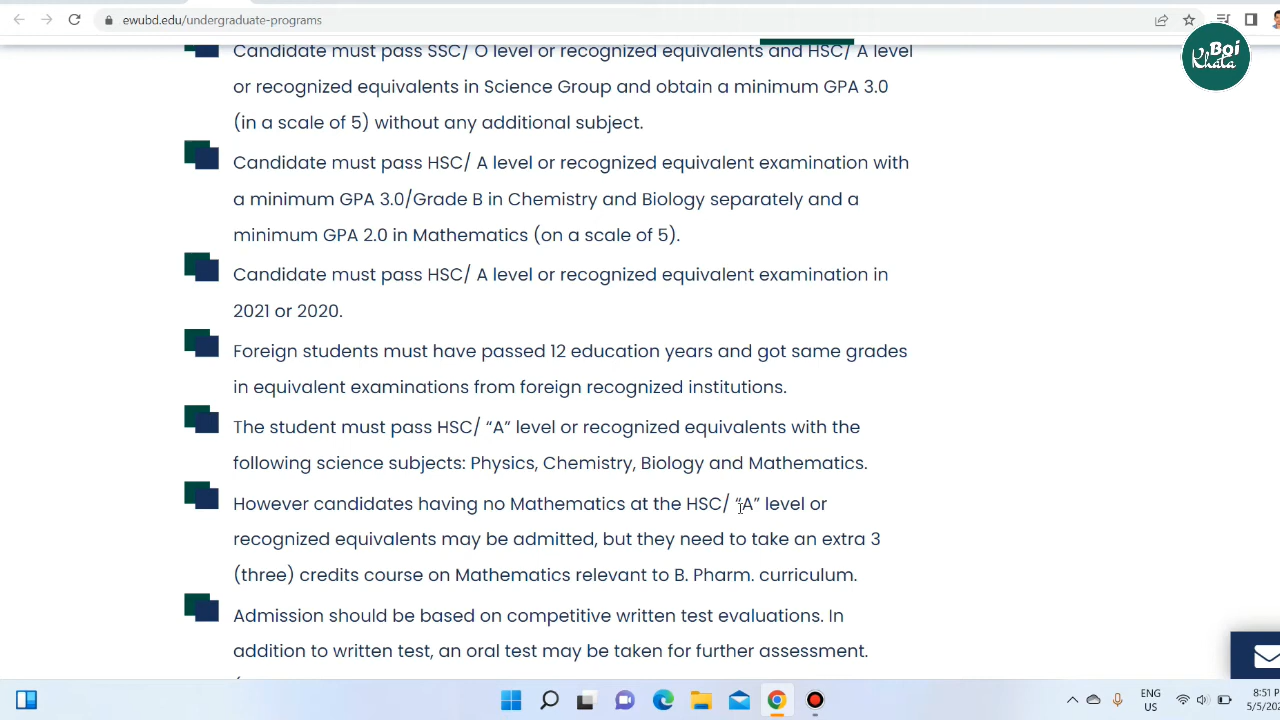 ewubd.edu/undergraduate-programs
Boi
Khata
Candidate must pass SSC/ O level or recognized equivalents and HSC/ A level
or recognized equivalents in Science Group and obtain a minimum GPA 3.0
(in a scale of 5) without any additional subject.
Candidate must pass HSC/ A level or recognized equivalent examination with
a minimum GPA 3.0/Grade B in Chemistry and Biology separately and a
minimum GPA 2.0 in Mathematics (on a scale of 5).
Candidate must pass HSC/ A level or recognized equivalent examination in
2021 or 2020.
Foreign students must have passed 12 education years and got same grades
in equivalent examinations from foreign recognized institutions.
The student must pass HSC/ “A” level or recognized equivalents with the
following science subjects: Physics, Chemistry, Biology and Mathematics.
However candidates having no Mathematics at the HSC/ “A” level or
recognized equivalents may be admitted, but they need to take an extra 3
(three) credits course on Mathematics relevant to B. Pharm. curriculum.
Admission should be based on competitive written test evaluations. In
addition to written test, an oral test may be taken for further assessment.
ENG
US
8:51 P
5/5/202